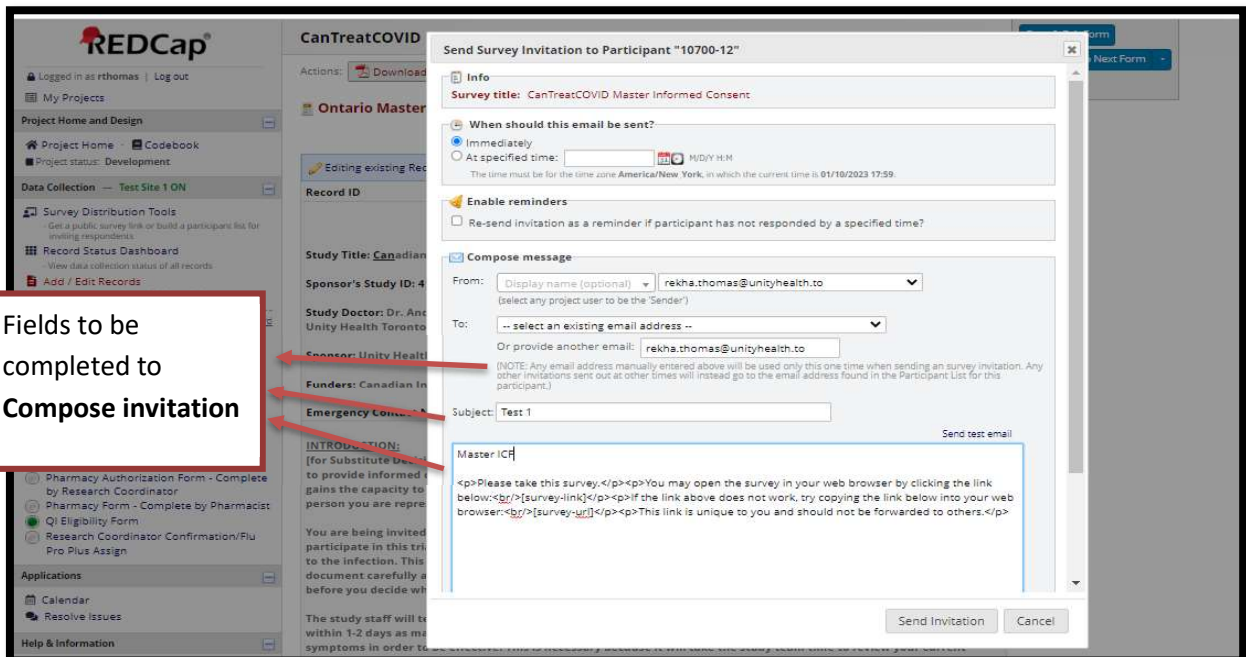 REDCap®
Logged in as rthomas | Log out
My Projects
Project Home and Design
Project Home · Codebook
Project status: Development
Data Collection — Test Site 1 ON
Survey Distribution Tools
- Get a public survey link or build a participant list for
inviting respondents
Record Status Dashboard
- View data collection status of all records
Add / Edit Records
Fields to be
completed to
Compose invitation
Pharmacy Authorization Form - Complete
by Research Coordinator
Pharmacy Form - Complete by Pharmacist
QI Eligibility Form
Research Coordinator Confirmation/Flu
Pro Plus Assign
Applications
Calendar
Resolve Issues
Help & Information
CanTreatCOVID
Actions: Download
Ontario Master
Editing existing Rec
Record ID
Study Title: Canadian
Sponsor's Study ID: 4
Study Doctor: Dr. And
Unity Health Toronto
Sponsor: Unity Health
Funders: Canadian In
Emergency Contact N
INTRODUCTION:
[for Substitute Deci
to provide informed
gains the capacity to
person you are repre
You are being invited
participate in this tri
to the infection. This
document carefully a
before you decide wh
The study staff will te
within 1-2 days as ma
symptoms in order to be effective. This is necessary because it will take the study team time to review your current
Send Survey Invitation to Participant "10700-12"
Info
Survey title: CanTreatCOVID Master Informed Consent
When should this email be sent?
Immediately
At specified time: M/D/Y H:M
The time must be for the time zone America/New York, in which the current time is 01/10/2023 17:59.
Enable reminders
Re-send invitation as a reminder if participant has not responded by a specified time?
Compose message
From: Display name (optional) rekha.thomas@unityhealth.to
(select any project user to be the 'Sender')
To: -- select an existing email address --
Or provide another email: rekha.thomas@unityhealth.to
(NOTE: Any email address manually entered above will be used only this one time when sending an survey invitation. Any
other invitations sent out at other times will instead go to the email address found in the Participant List for this
participant.)
Subject: Test 1
Send test email
Master ICF
<p>Please take this survey.</p><p>You may open the survey in your web browser by clicking the link
below:<br/>[survey-link]</p><p>If the link above does not work, try copying the link below into your web
browser:<br/>[survey-url]</p><p>This link is unique to you and should not be forwarded to others.</p>
Send Invitation Cancel
Form
Next Form